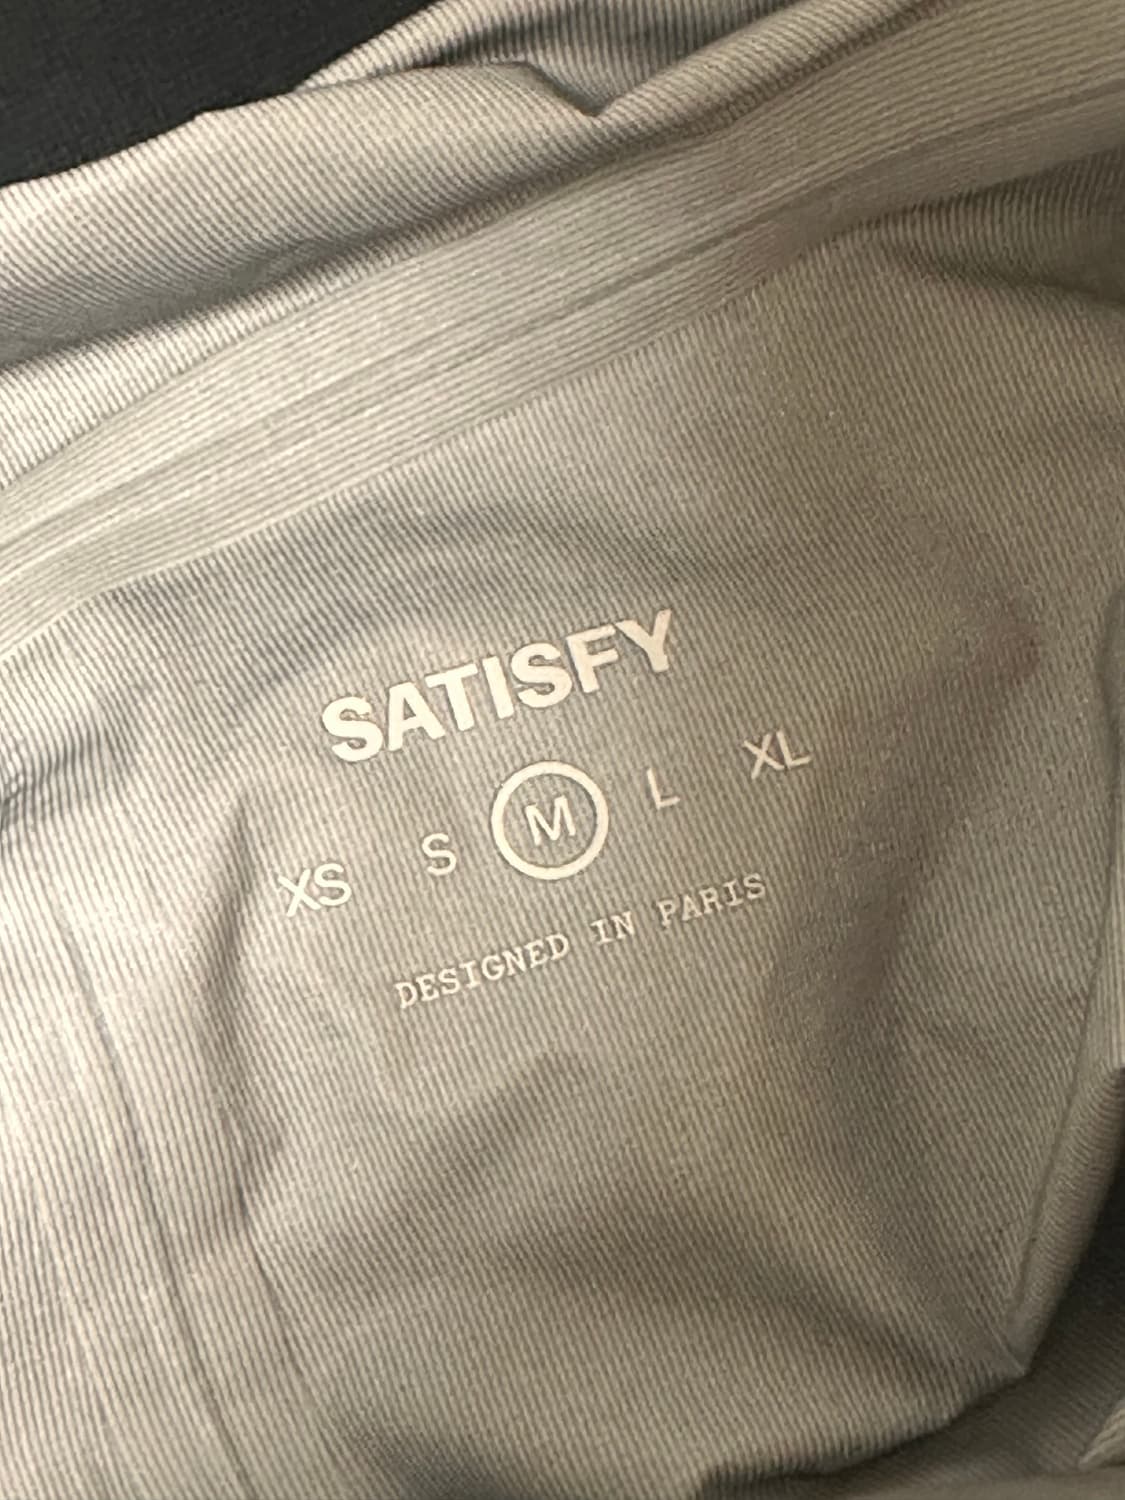 SATISFY
XS S M L XL
DESIGNED IN PARIS